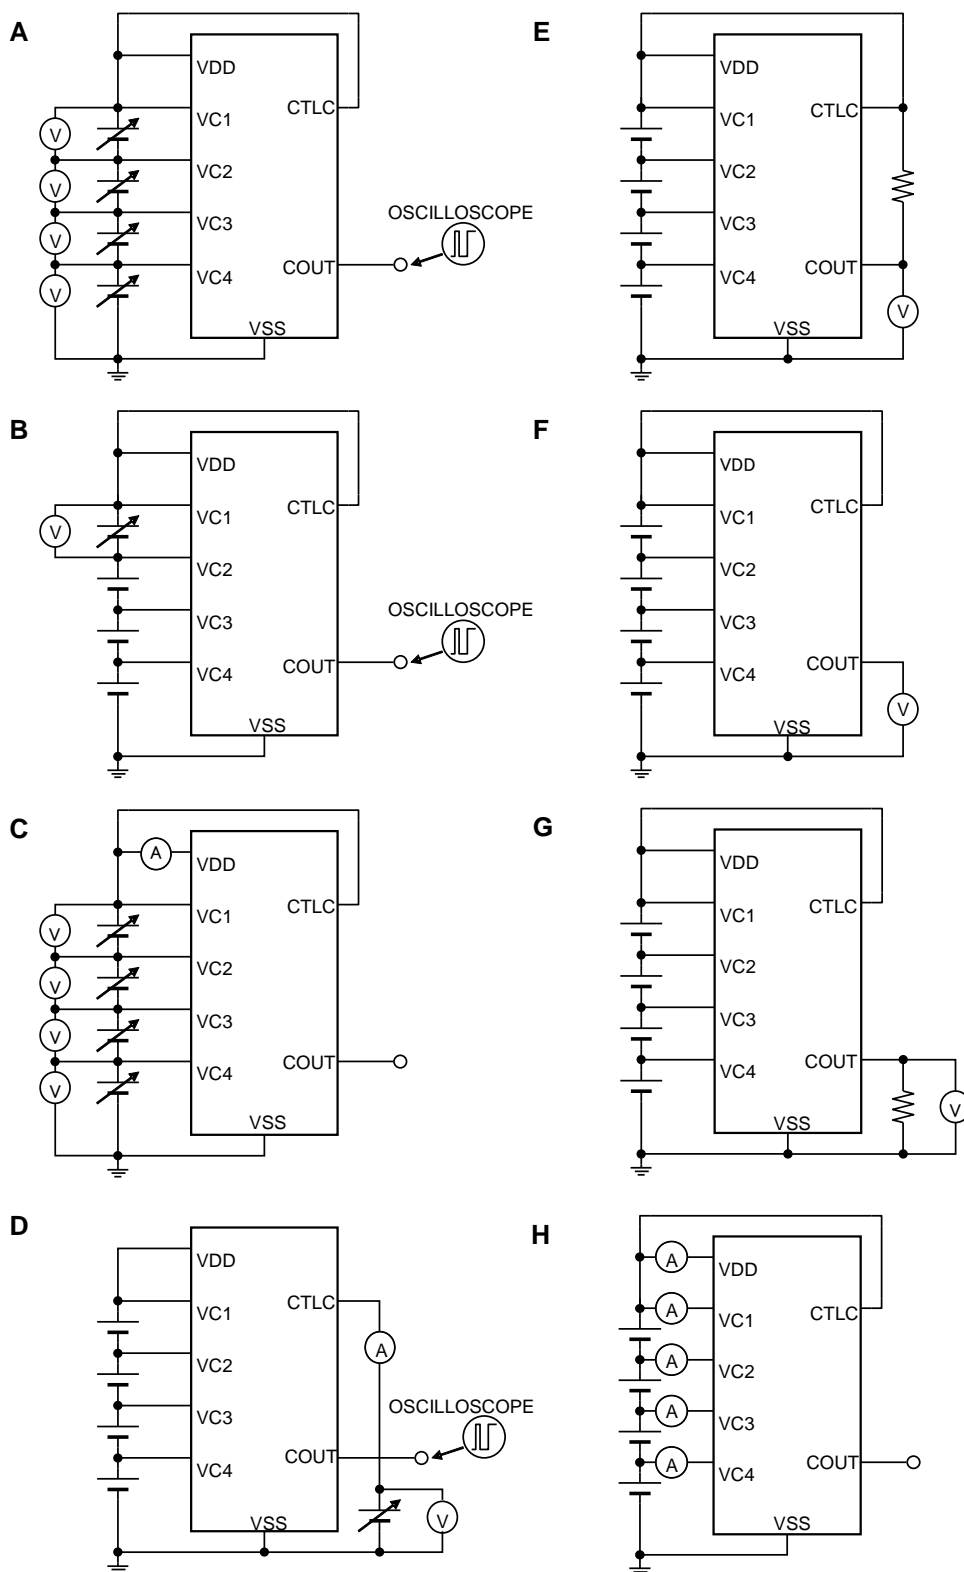 A
VDD
CTLC
VC1
V
VC2
V
VC3
V
OSCILLOSCOPE
VC4
COUT
V
VSS
B
VDD
VC1
CTLC
V
VC2
VC3
OSCILLOSCOPE
VC4
COUT
VSS
C
A
VDD
VC1
CTLC
V
VC2
V
VC3
V
VC4
COUT
V
VSS
D
VDD
VC1
CTLC
A
VC2
VC3
OSCILLOSCOPE
VC4
COUT
V
VSS
E
VDD
CTLC
VC1
VC2
VC3
COUT
VC4
V
VSS
F
VDD
VC1
CTLC
VC2
VC3
VC4
COUT
V
VSS
G
VDD
VC1
CTLC
VC2
VC3
VC4
COUT
V
VSS
H
A
VDD
A
VC1
CTLC
A
VC2
A
VC3
A
VC4
COUT
VSS